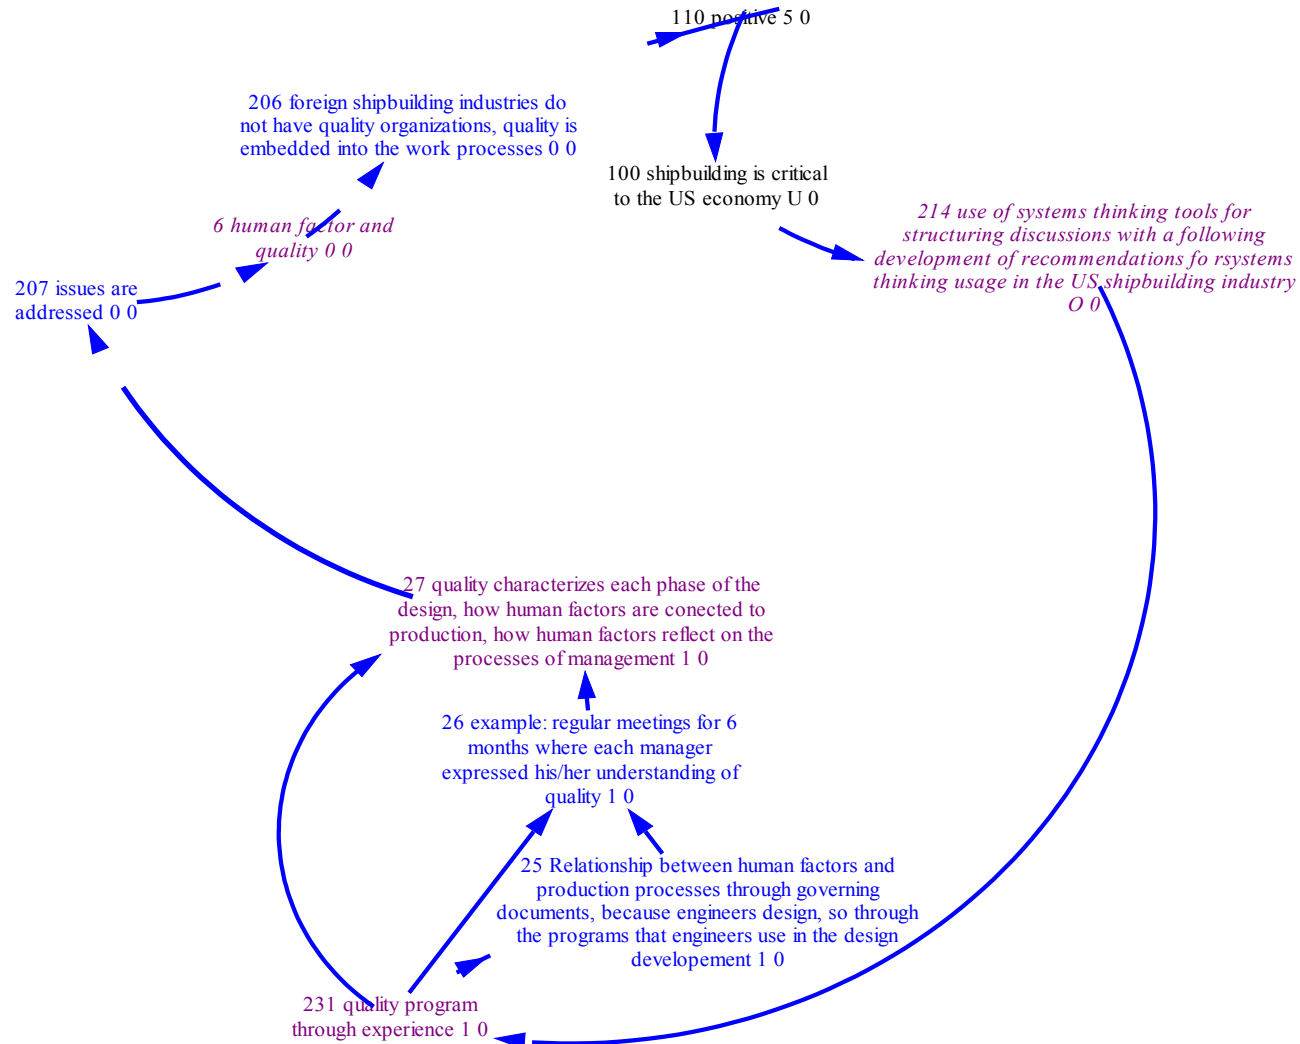 110 positive 5 0
206 foreign shipbuilding industries do
not have quality organizations, quality is
embedded into the work processes 0 0
100 shipbuilding is critical
to the US economy U 0
6 human factor and
quality 0 0
214 use of systems thinking tools for
structuring discussions with a following
development of recommendations fo rsystems
thinking usage in the US shipbuilding industry
O 0
207 issues are
addressed 0 0
27 quality characterizes each phase of the
design, how human factors are conected to
production, how human factors reflect on the
processes of management 1 0
26 example: regular meetings for 6
months where each manager
expressed his/her understanding of
quality 1 0
25 Relationship between human factors and
production processes through governing
documents, because engineers design, so through
the programs that engineers use in the design
developement 1 0
231 quality program
through experience 1 0